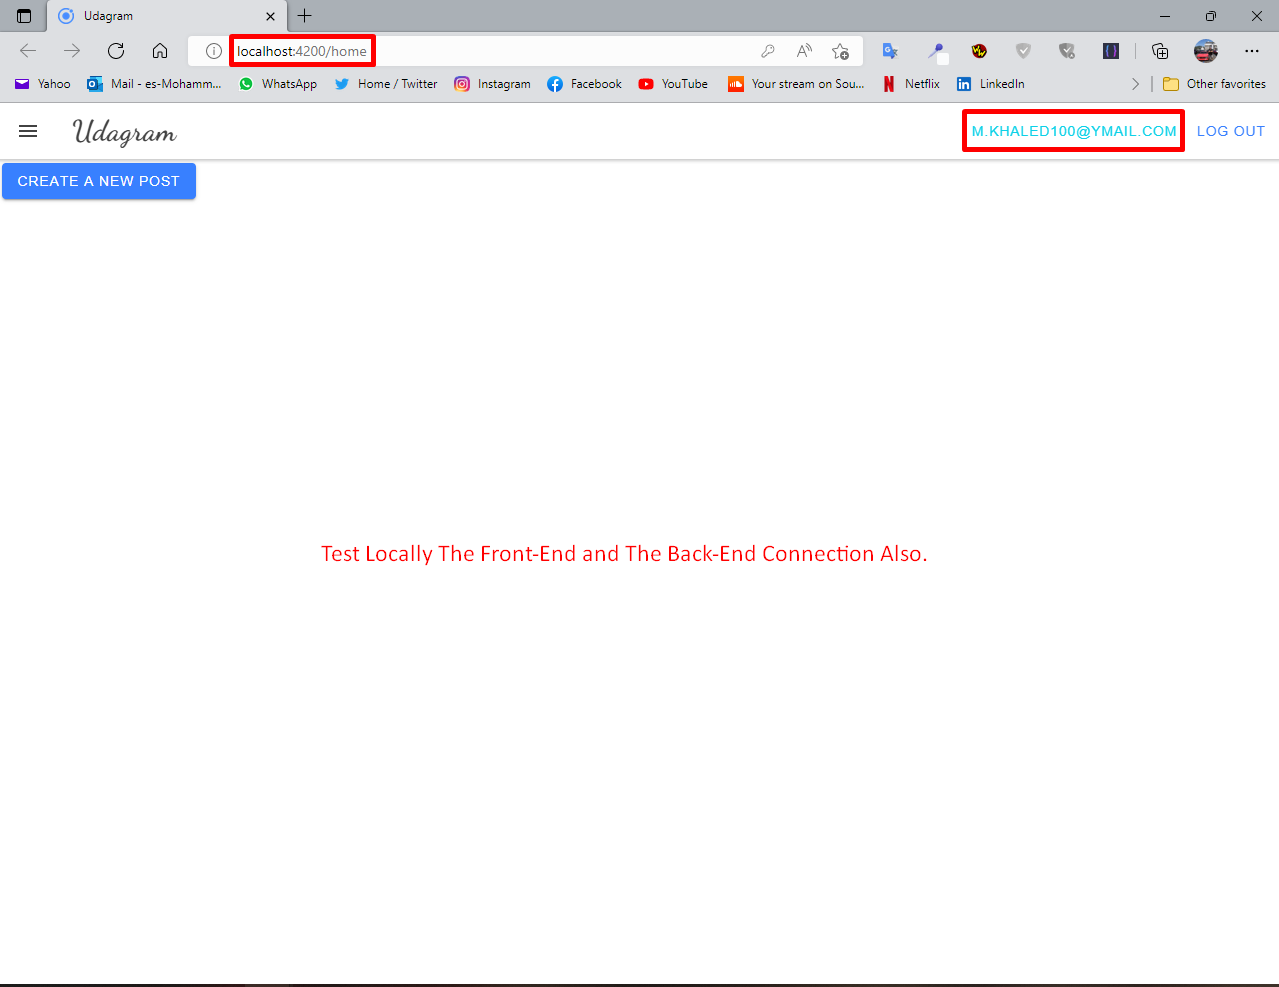 Udagram
localhost:4200/home
Yahoo
Mail - es-Mohamm...
WhatsApp
Home / Twitter
Instagram
Facebook
YouTube
Your stream on Sou...
Netflix
LinkedIn
Other favorites
Udagram
M.KHALED100@YMAIL.COM
LOG OUT
CREATE A NEW POST
Test Locally The Front-End and The Back-End Connection Also.